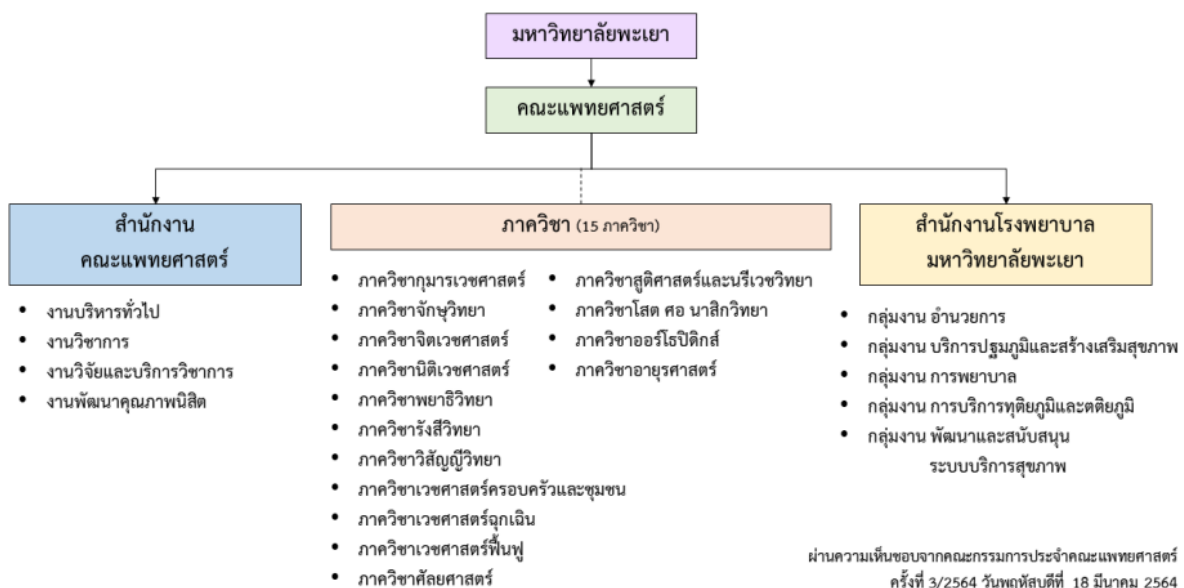 มหาวิทยาลัยพะเยา
คณะแพทยศาสตร์
สำนักงาน
คณะแพทยศาสตร์
• งานบริหารทั่วไป
• งานวิชาการ
• งานวิจัยและบริการวิชาการ
• งานพัฒนาคุณภาพนิสิต
ภาควิชา (15 ภาควิชา)
• ภาควิชากุมารเวชศาสตร์
• ภาควิชาจักษุวิทยา
• ภาควิชาจิตเวชศาสตร์
• ภาควิชานิติเวชศาสตร์
• ภาควิชาพยาธิวิทยา
• ภาควิชารังสีวิทยา
• ภาควิชาวิสัญญีวิทยา
• ภาควิชาเวชศาสตร์ครอบครัวและชุมชน
• ภาควิชาเวชศาสตร์ฉุกเฉิน
• ภาควิชาเวชศาสตร์ฟื้นฟู
• ภาควิชาศัลยศาสตร์
• ภาควิชาสูติศาสตร์และนรีเวชวิทยา
• ภาควิชาโสต ศอ นาสิกวิทยา
• ภาควิชาออร์โธปิดิกส์
• ภาควิชาอายุรศาสตร์
สำนักงานโรงพยาบาล
มหาวิทยาลัยพะเยา
• กลุ่มงาน อำนวยการ
• กลุ่มงาน บริการปฐมภูมิและสร้างเสริมสุขภาพ
• กลุ่มงาน การพยาบาล
• กลุ่มงาน การบริการทุติยภูมิและตติยภูมิ
• กลุ่มงาน พัฒนาและสนับสนุน
ระบบบริการสุขภาพ
ผ่านความเห็นชอบจากคณะกรรมการประจำคณะแพทยศาสตร์
ครั้งที่ 3/2564 วันพฤหัสบดีที่ 18 มีนาคม 2564